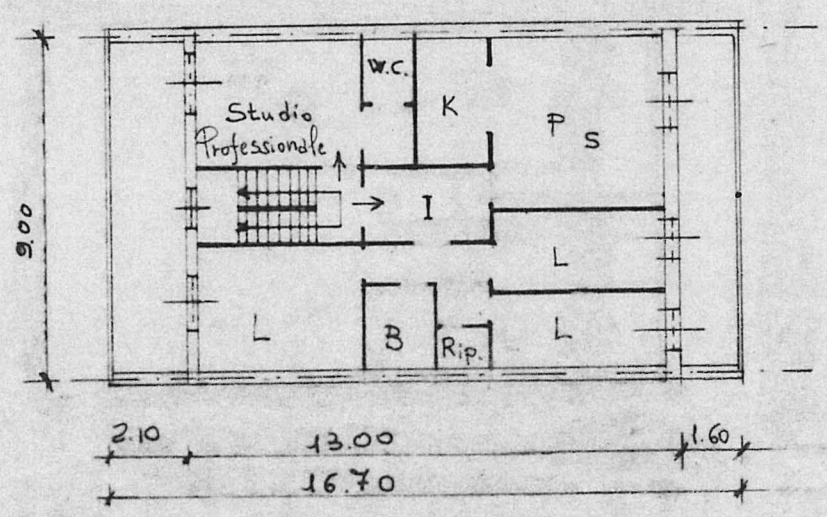 W.C.
K
Studio
Professionale
P S
I
9.00
L
L
B
Rip.
L
2.10
13.00
1.60
16.70